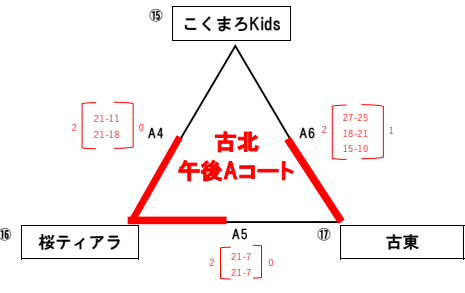 ⑮ こくまろKids
2 21-11 0
21-18
A4
A6
2 27-25 1
18-21
15-10
古北
午後Aコート
⑯ 桜ティアラ
A5
⑰ 古東
2 21-7 0
21-7